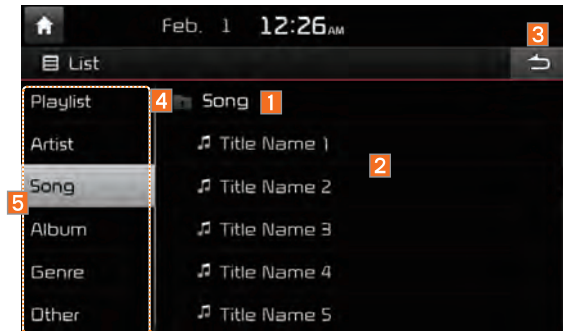 Feb. 1 12:26AM
3
List
Playlist
4
Song
1
Artist
Title Name 1
2
Song
Title Name 2
5
Album
Title Name 3
Genre
Title Name 4
Other
Title Name 5